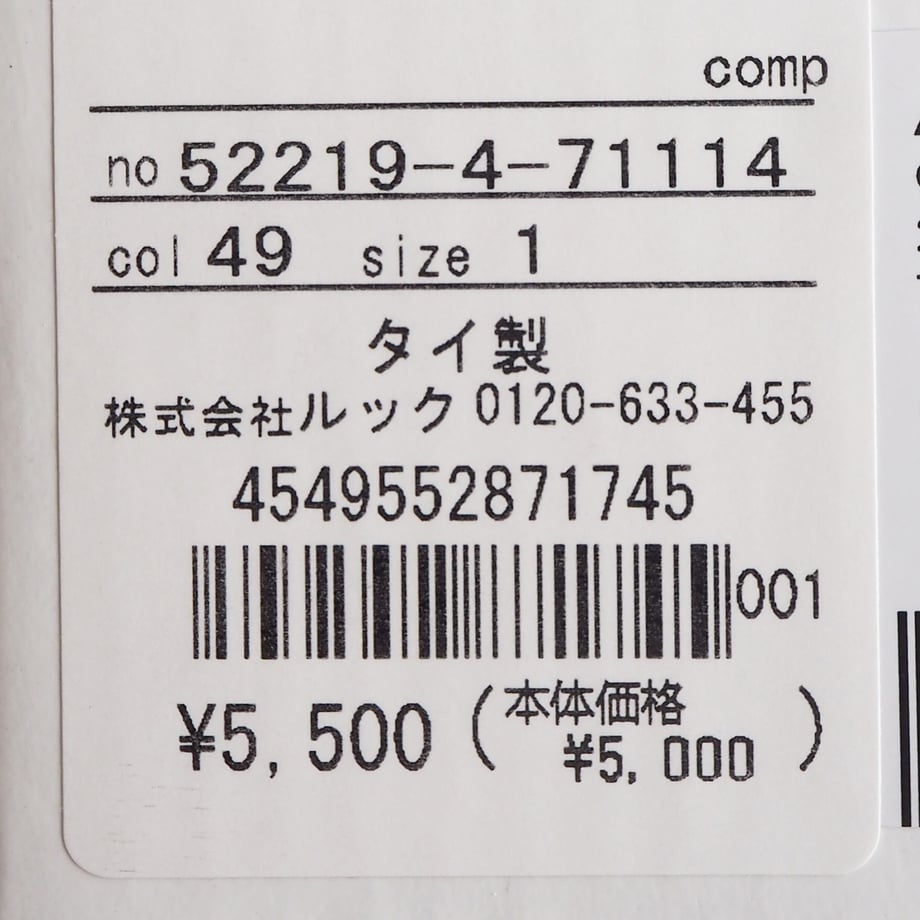 comp
no 52219-4-71114
col 49 size 1
タイ製
株式会社ルック 0120-633-455
4549552871745
001
¥5,500 (本体価格
¥5,000)